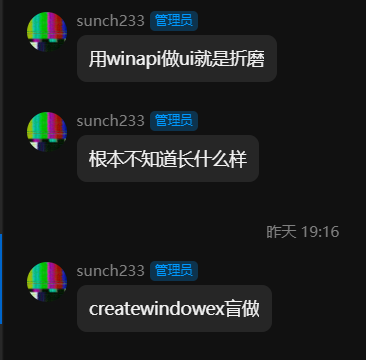 sunch233 管理员
用winapi做ui就是折磨
sunch233 管理员
根本不知道长什么样
昨天 19:16
sunch233 管理员
createwindowex盲做